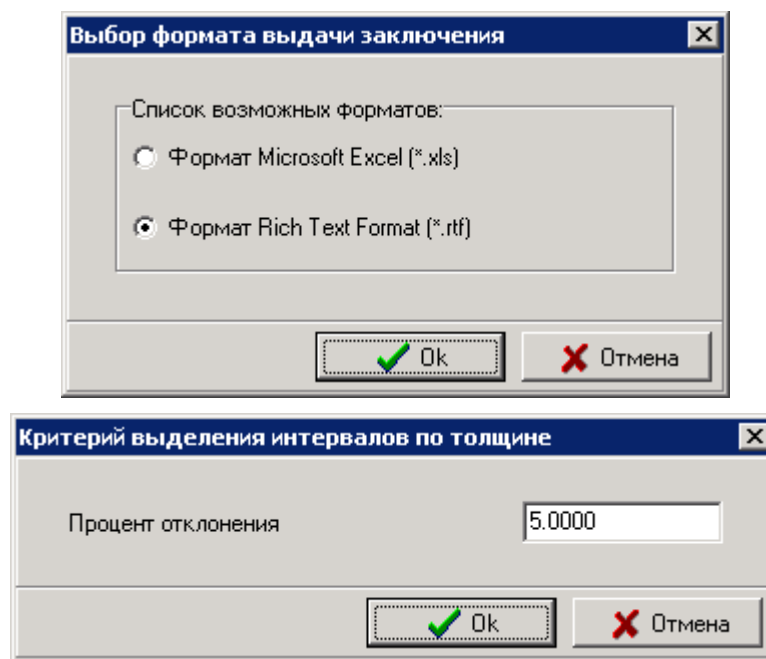 Выбор формата выдачи заключения
Список возможных форматов:
Формат Microsoft Excel (*.xls)
Формат Rich Text Format (*.rtf)
Ok Отмена
Критерий выделения интервалов по толщине
Процент отклонения 5.0000
Ok Отмена